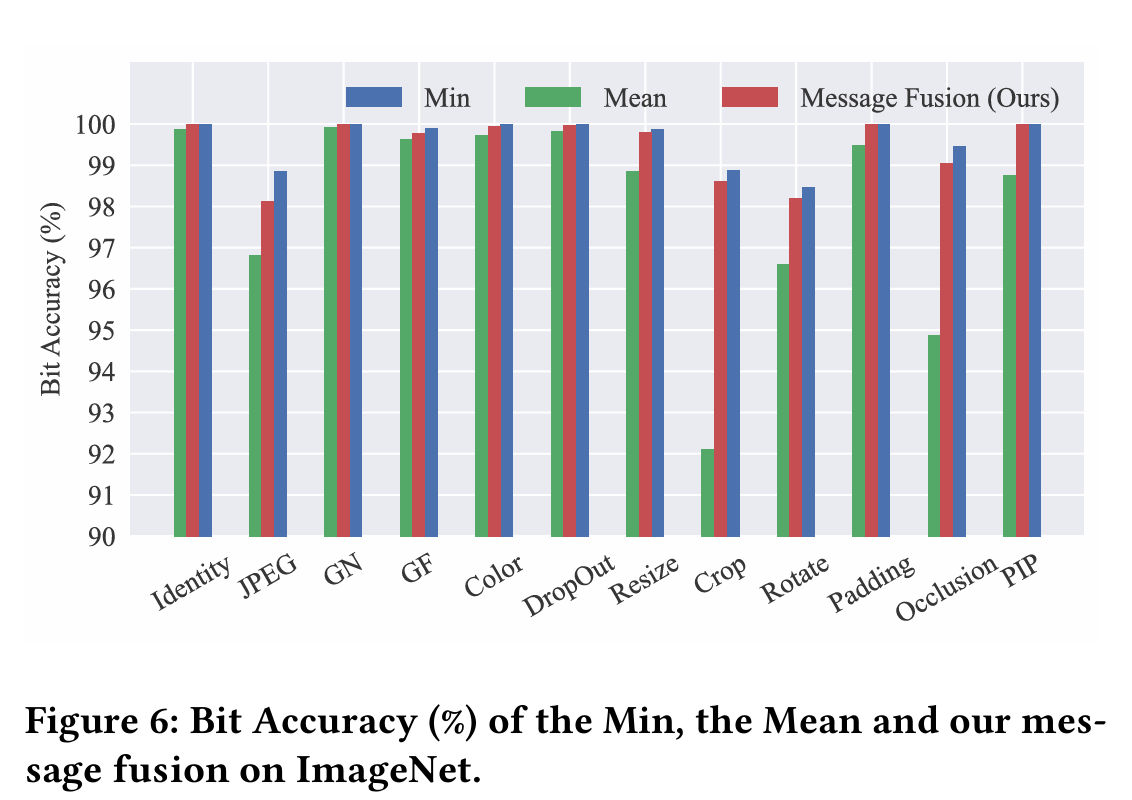 Min Mean Message Fusion (Ours)
100
99
98
97
96
95
94
93
92
91
90
Bit Accuracy (%)
Identity JPEG GN GF Color DropOut Resize Crop Rotate Padding Occlusion PIP
Figure 6: Bit Accuracy (%) of the Min, the Mean and our mes-
sage fusion on ImageNet.